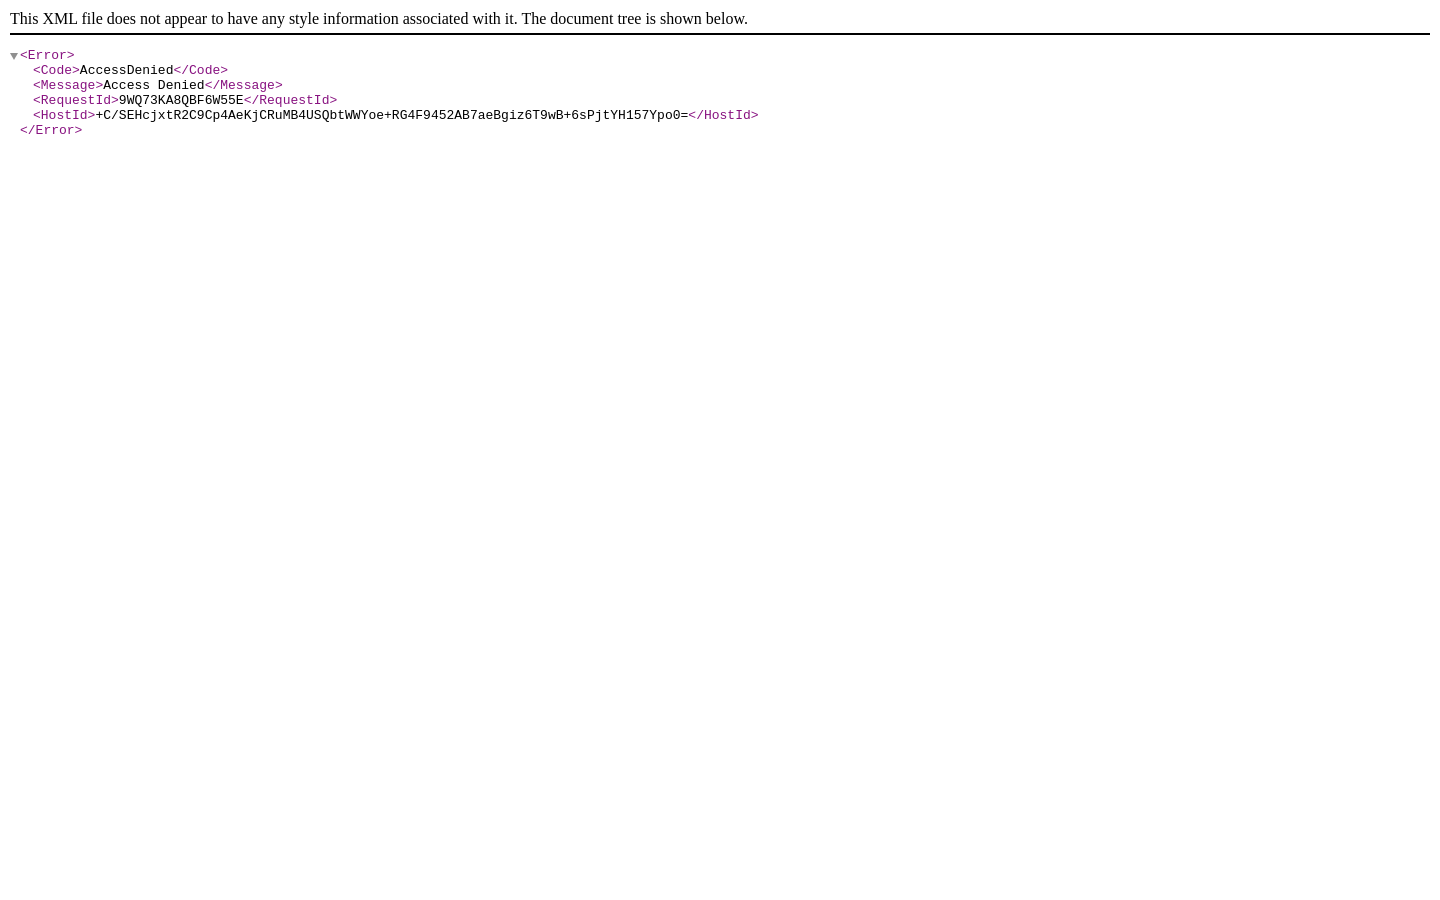 This XML file does not appear to have any style information associated with it. The document tree is shown below.
<Error>
<Code>AccessDenied</Code>
<Message>Access Denied</Message>
<RequestId>9WQ73KA8QBF6W55E</RequestId>
<HostId>+C/SEHcjxtR2C9Cp4AeKjCRuMB4USQbtWWYoe+RG4F9452AB7aeBgiz6T9wB+6sPjtYH157Ypo0=</HostId>
</Error>